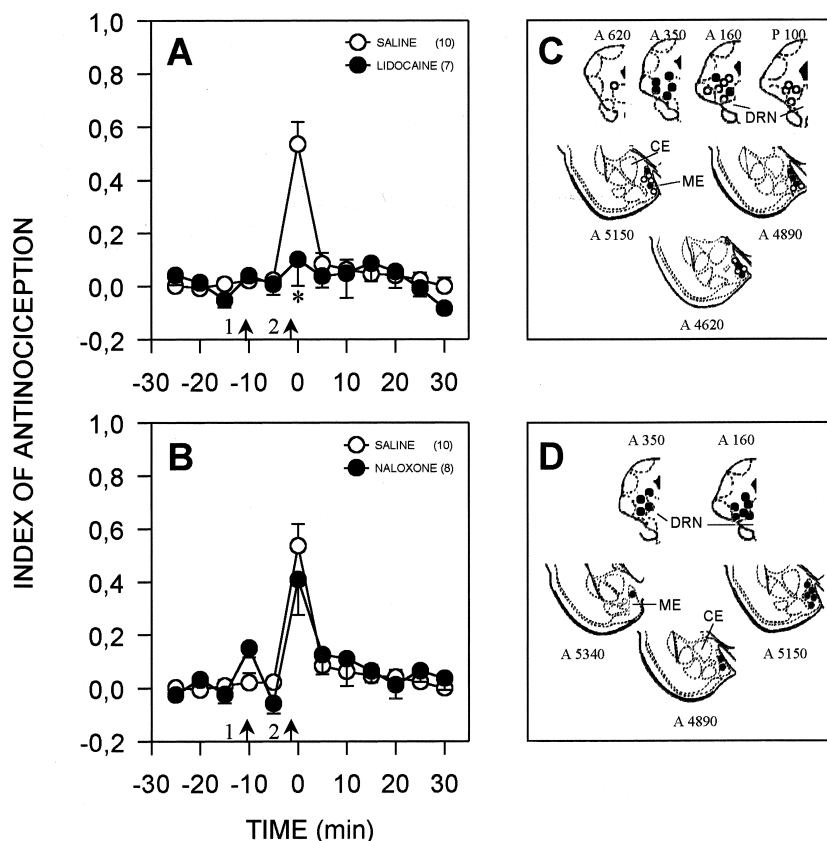 INDEX OF ANTINOCICEPTION
A
SALINE (10)
LIDOCAINE (7)
1,0
0,8
0,6
0,4
0,2
0,0
-0,2
*
1 2
-30 -20 -10 0 10 20 30
B
SALINE (10)
NALOXONE (8)
1,0
0,8
0,6
0,4
0,2
0,0
-0,2
1 2
-30 -20 -10 0 10 20 30
TIME (min)
C
A 620 A 350 A 160 P 100
DRN
CE
ME
A 5150 A 4890
A 4620
D
A 350 A 160
DRN
ME CE
A 5340 A 5150
A 4890